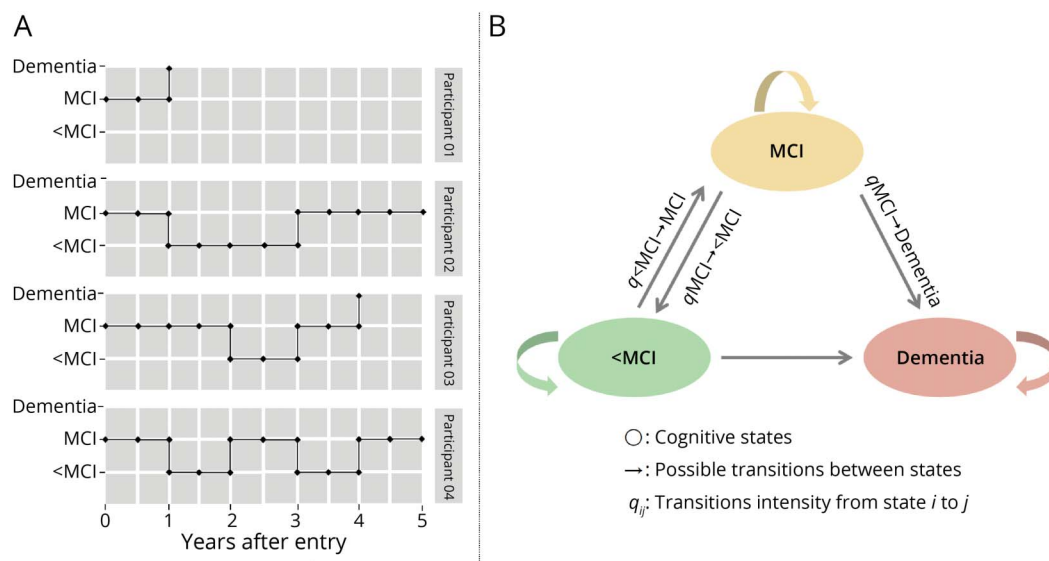 A
Dementia
MCI
<MCI
Participant 01
Dementia
MCI
<MCI
Participant 02
Dementia
MCI
<MCI
Participant 03
Dementia
MCI
<MCI
Participant 04
0 1 2 3 4 5
Years after entry
B
MCI
q<MCI→MCI
qMCI→<MCI
qMCI→Dementia
<MCI
Dementia
○: Cognitive states
→: Possible transitions between states
qij: Transitions intensity from state i to j